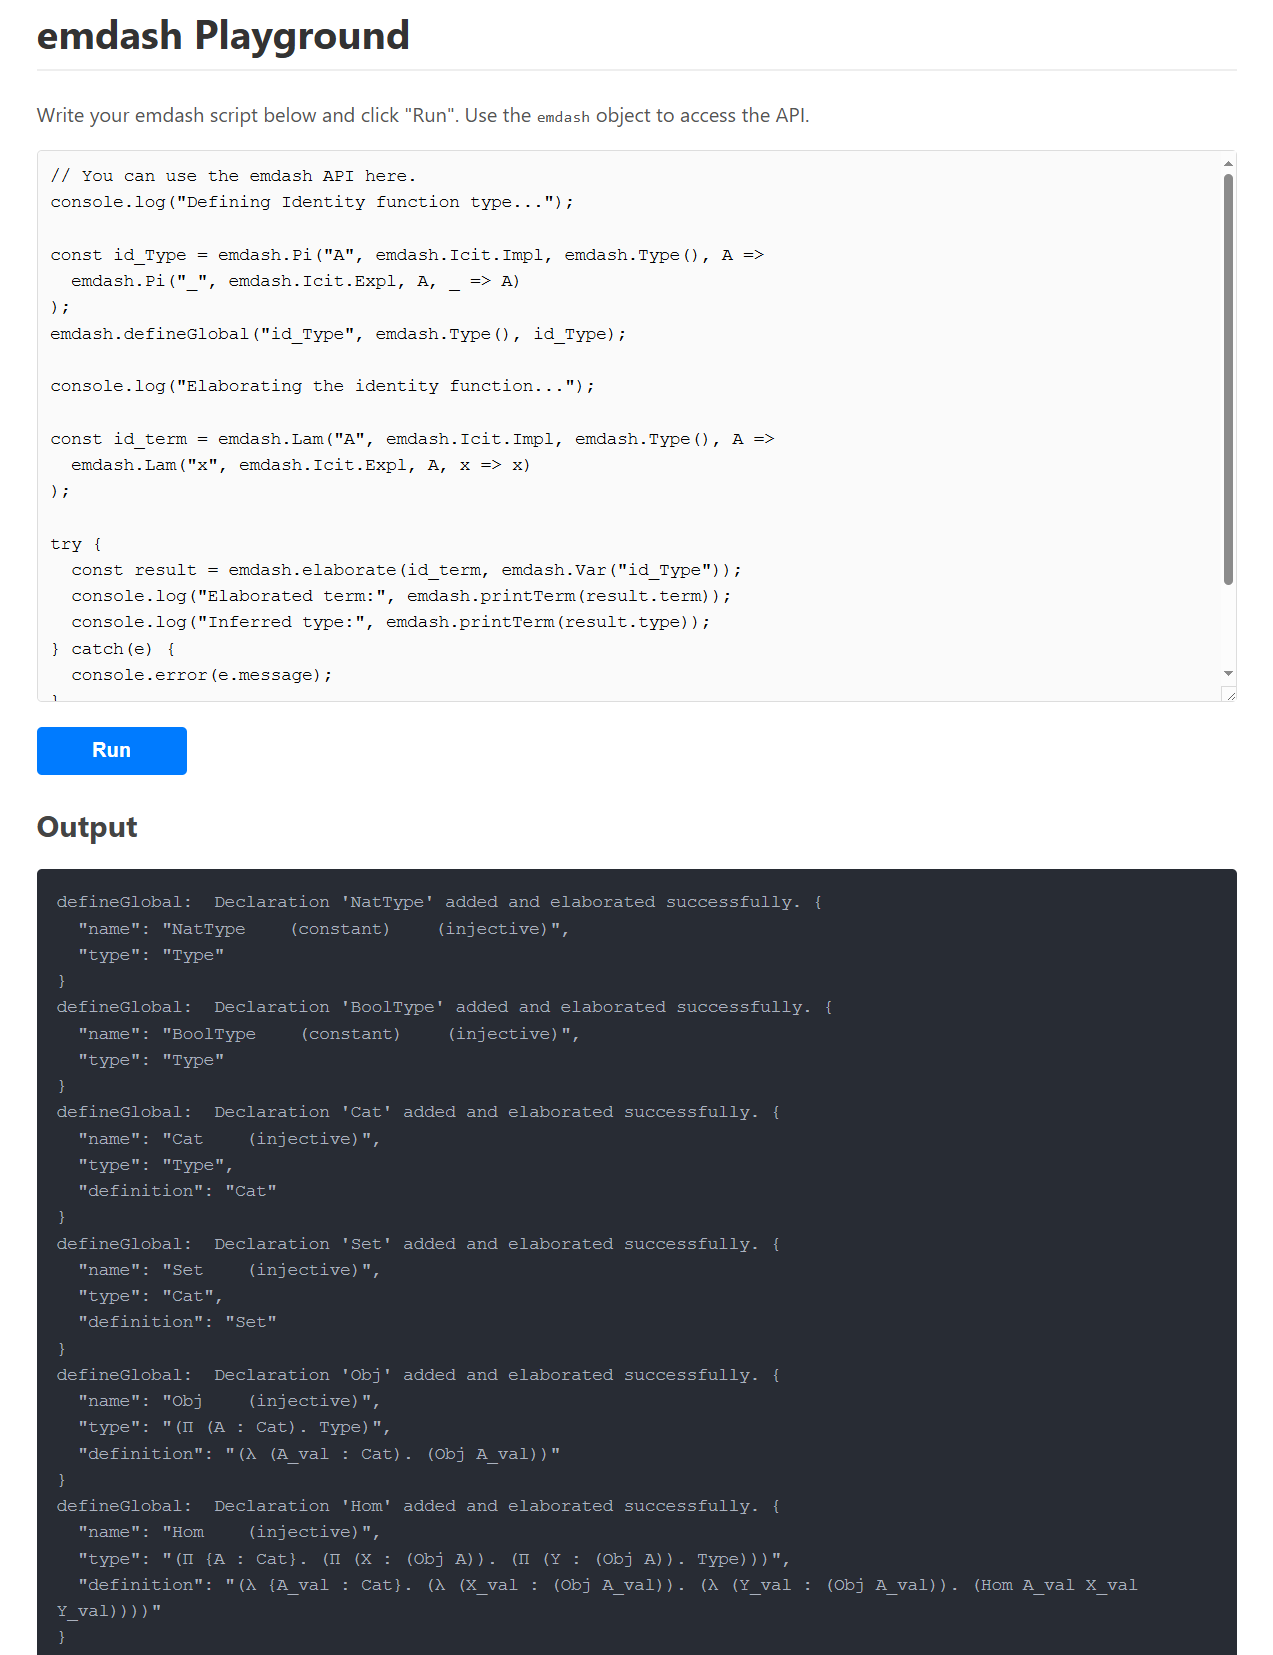 emdash Playground
Write your emdash script below and click "Run". Use the emdash object to access the API.
// You can use the emdash API here.
console.log("Defining Identity function type...");
const id_Type = emdash.Pi("A", emdash.Icit.Impl, emdash.Type(), A =>
  emdash.Pi("_", emdash.Icit.Expl, A, _ => A)
);
emdash.defineGlobal("id_Type", emdash.Type(), id_Type);
console.log("Elaborating the identity function...");
const id_term = emdash.Lam("A", emdash.Icit.Impl, emdash.Type(), A =>
  emdash.Lam("x", emdash.Icit.Expl, A, x => x)
);
try {
  const result = emdash.elaborate(id_term, emdash.Var("id_Type"));
  console.log("Elaborated term:", emdash.printTerm(result.term));
  console.log("Inferred type:", emdash.printTerm(result.type));
} catch(e) {
  console.error(e.message);
}
Run
Output
defineGlobal:  Declaration 'NatType' added and elaborated successfully. {
  "name": "NatType    (constant)    (injective)",
  "type": "Type"
}
defineGlobal:  Declaration 'BoolType' added and elaborated successfully. {
  "name": "BoolType    (constant)    (injective)",
  "type": "Type"
}
defineGlobal:  Declaration 'Cat' added and elaborated successfully. {
  "name": "Cat    (injective)",
  "type": "Type",
  "definition": "Cat"
}
defineGlobal:  Declaration 'Set' added and elaborated successfully. {
  "name": "Set    (injective)",
  "type": "Cat",
  "definition": "Set"
}
defineGlobal:  Declaration 'Obj' added and elaborated successfully. {
  "name": "Obj    (injective)",
  "type": "(Π (A : Cat). Type)",
  "definition": "(λ (A_val : Cat). (Obj A_val))"
}
defineGlobal:  Declaration 'Hom' added and elaborated successfully. {
  "name": "Hom    (injective)",
  "type": "(Π {A : Cat}. (Π (X : (Obj A)). (Π (Y : (Obj A)). Type)))",
  "definition": "(λ {A_val : Cat}. (λ (X_val : (Obj A_val)). (λ (Y_val : (Obj A_val)). (Hom A_val X_val
Y_val))))"
}